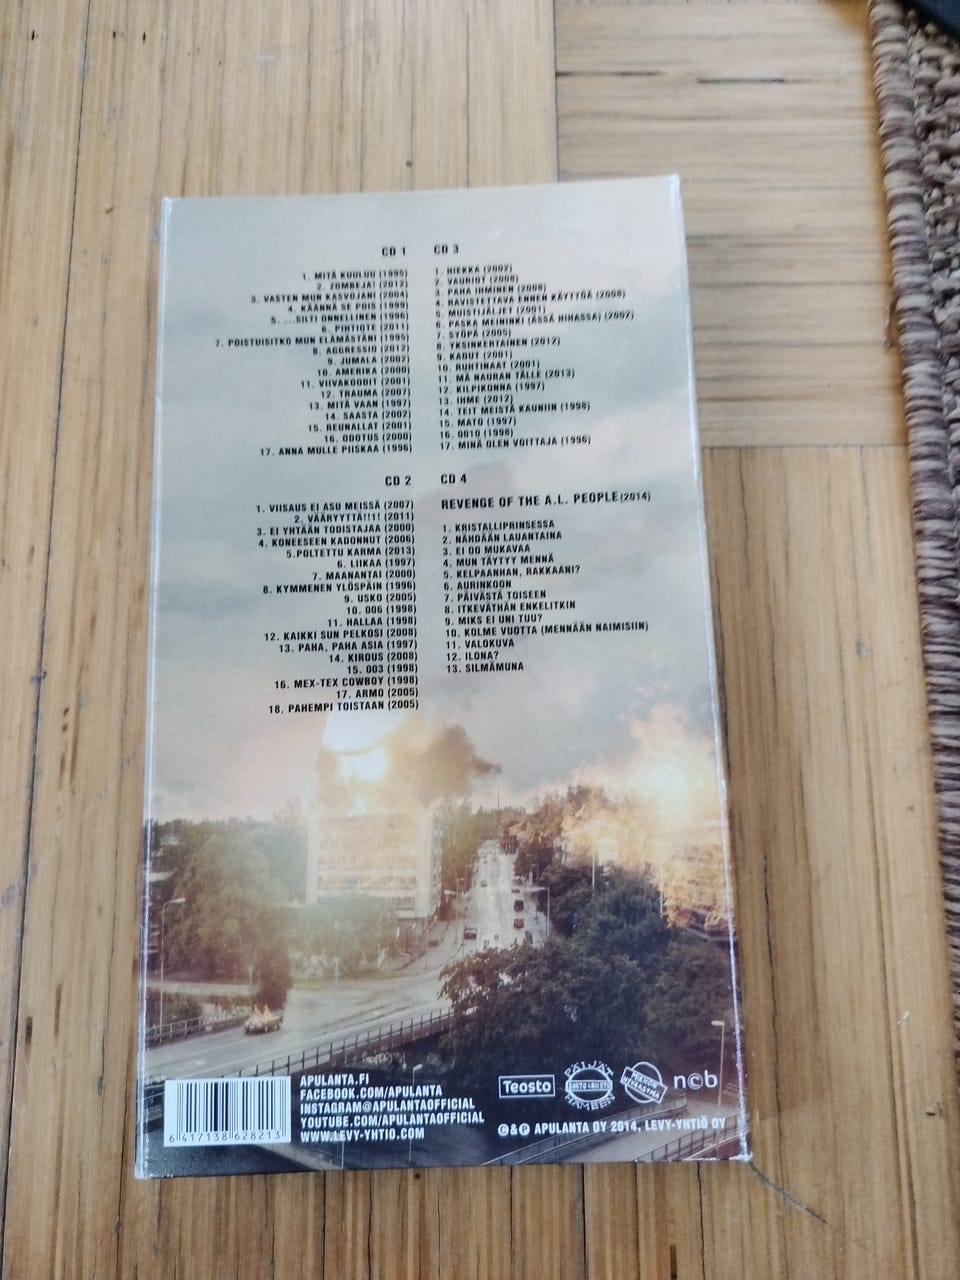 CD 1
1. MITÄ KUULUU (1995)
2. ZOMBEJA! (2012)
3. VASTEN MUN KASVOJANI (2004)
4. KÄÄNNÄ SE POIS (1999)
5. ...SILTI ONNELLINEN (1996)
6. PIHTIOTE (2011)
7. POISTUISITKO MUN ELÄMÄSTÄNI (1995)
8. AGGRESSIO (2012)
9. JUMALA (2002)
10. AMERIKA (2000)
11. VIIVAKOODIT (2001)
12. TRAUMA (2007)
13. MITÄ VAAN (1997)
14. SAASTA (2002)
15. REUNALLAT (2001)
16. ODOTUS (2000)
17. ANNA MULLE PIISKAA (1996)
CD 3
1. HIEKKA (2002)
2. VAURIOT (2008)
3. PAHA IHMINEN (2008)
4. RAVISTETTAVA ENNEN KÄYTTÖÄ (2008)
5. MUISTIJÄLJET (2001)
6. PASKA MEININKI (ÄSSÄ HIHASSA) (2002)
7. SYÖPÄ (2005)
8. YKSINKERTAINEN (2012)
9. KADUT (2001)
10. RUHTINAAT (2001)
11. MÄ NAURAN TÄLLE (2013)
12. KILPIKONNA (1997)
13. IHME (2012)
14. TEIT MEISTÄ KAUNIIN (1998)
15. MATO (1997)
16. 0010 (1998)
17. MINÄ OLEN VOITTAJA (1996)
CD 2
1. VIISAUS EI ASU MEISSÄ (2007)
2. VÄÄRYYTTÄ!!1! (2011)
3. EI YHTÄÄN TODISTAJAA (2000)
4. KONEESEEN KADONNUT (2006)
5.POLTETTU KARMA (2013)
6. LIIKAA (1997)
7. MAANANTAI (2000)
8. KYMMENEN YLÖSPÄIN (1996)
9. USKO (2005)
10. 006 (1998)
11. HALLAA (1998)
12. KAIKKI SUN PELKOSI (2008)
13. PAHA, PAHA ASIA (1997)
14. KIROUS (2008)
15. 003 (1998)
16. MEX-TEX COWBOY (1998)
17. ARMO (2005)
18. PAHEMPI TOISTAAN (2005)
CD 4
REVENGE OF THE A.L. PEOPLE (2014)
1. KRISTALLIPRINSESSA
2. NÄHDÄÄN LAUANTAINA
3. EI OO MUKAVAA
4. MUN TÄYTYY MENNÄ
5. KELPAANHAN, RAKKAANI?
6. AURINKOON
7. PÄIVÄSTÄ TOISEEN
8. ITKEVÄTHÄN ENKELITKIN
9. MIKS EI UNI TUU?
10. KOLME VUOTTA (MENNÄÄN NAIMISIIN)
11. VALOKUVA
12. ILONA?
13. SILMÄMUNA
6 417138 628213
APULANTA.FI
FACEBOOK.COM/APULANTA
INSTAGRAM@APULANTAOFFICIAL
YOUTUBE.COM/APULANTAOFFICIAL
WWW.LEVY-YHTIO.COM
Teosto
PÄIJÄT
HÄMEEN
ncb
©&℗ APULANTA OY 2014, LEVY-YHTIÖ OY